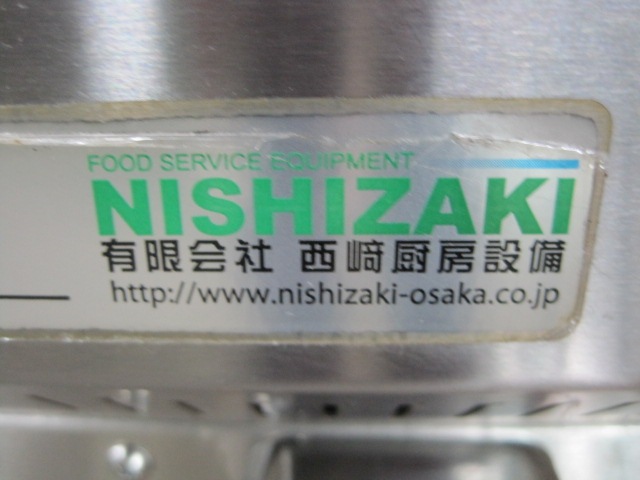 FOOD SERVICE EQUIPMENT
NISHIZAKI
有限会社 西﨑厨房設備
http://www.nishizaki-osaka.co.jp